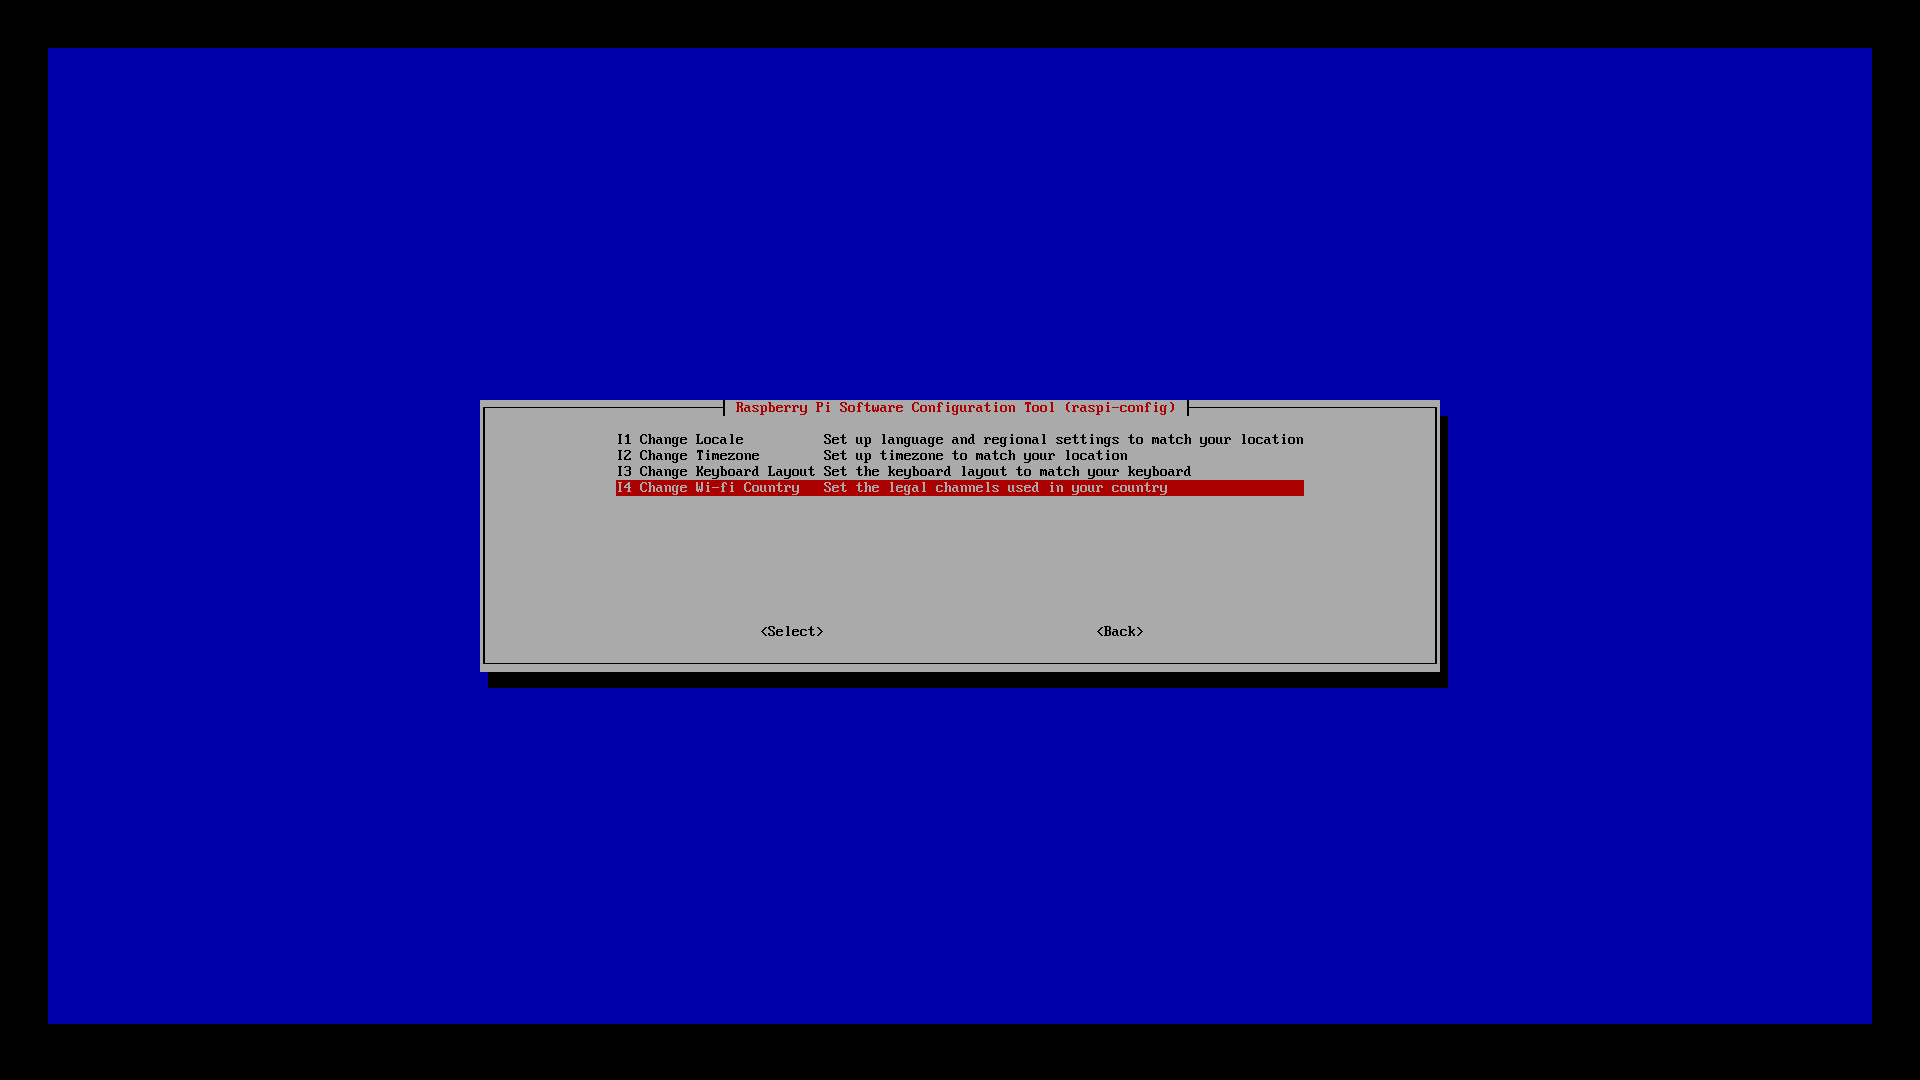 Raspberry Pi Software Configuration Tool (raspi-config)
I1 Change Locale Set up language and regional settings to match your location
I2 Change Timezone Set up timezone to match your location
I3 Change Keyboard Layout Set the keyboard layout to match your keyboard
I4 Change Wi-fi Country Set the legal channels used in your country
<Select> <Back>